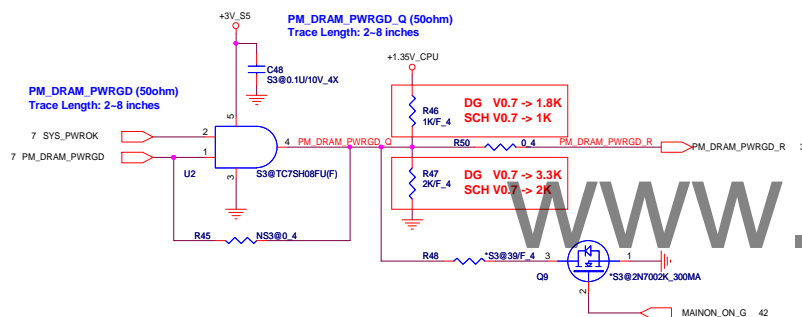 +3V_S5
PM_DRAM_PWRGD_Q (50ohm)
Trace Length: 2~8 inches
C48
S3@0.1U/10V_4X
+1.35V_CPU
PM_DRAM_PWRGD (50ohm)
Trace Length: 2~8 inches
R46
1K/F_4
DG V0.7 -> 1.8K
SCH V0.7 -> 1K
5
7 SYS_PWROK
2
4
PM_DRAM_PWRGD_Q
R50
0_4
PM_DRAM_PWRGD_R
PM_DRAM_PWRGD_R
7 PM_DRAM_PWRGD
1
U2
S3@TC7SH08FU(F)
3
R47
2K/F_4
DG V0.7 -> 3.3K
SCH V0.7 -> 2K
www.
R45
NS3@0_4
R48
*S3@39/F_4
3
1
Q9
*S3@2N7002K_300MA
2
MAINON_ON_G 42